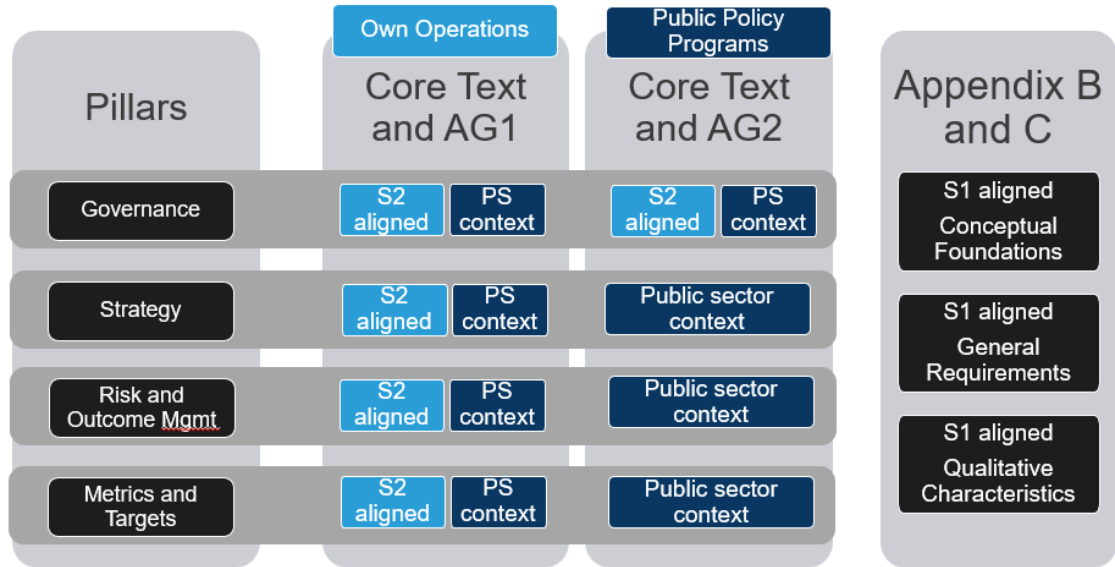 Own Operations
Public Policy
Programs
Pillars
Core Text
and AG1
Core Text
and AG2
Appendix B
and C
Governance
S2
aligned
PS
context
S2
aligned
PS
context
Strategy
S2
aligned
PS
context
Public sector
context
Risk and
Outcome Mgmt
S2
aligned
PS
context
Public sector
context
Metrics and
Targets
S2
aligned
PS
context
Public sector
context
S1 aligned
Conceptual
Foundations
S1 aligned
General
Requirements
S1 aligned
Qualitative
Characteristics